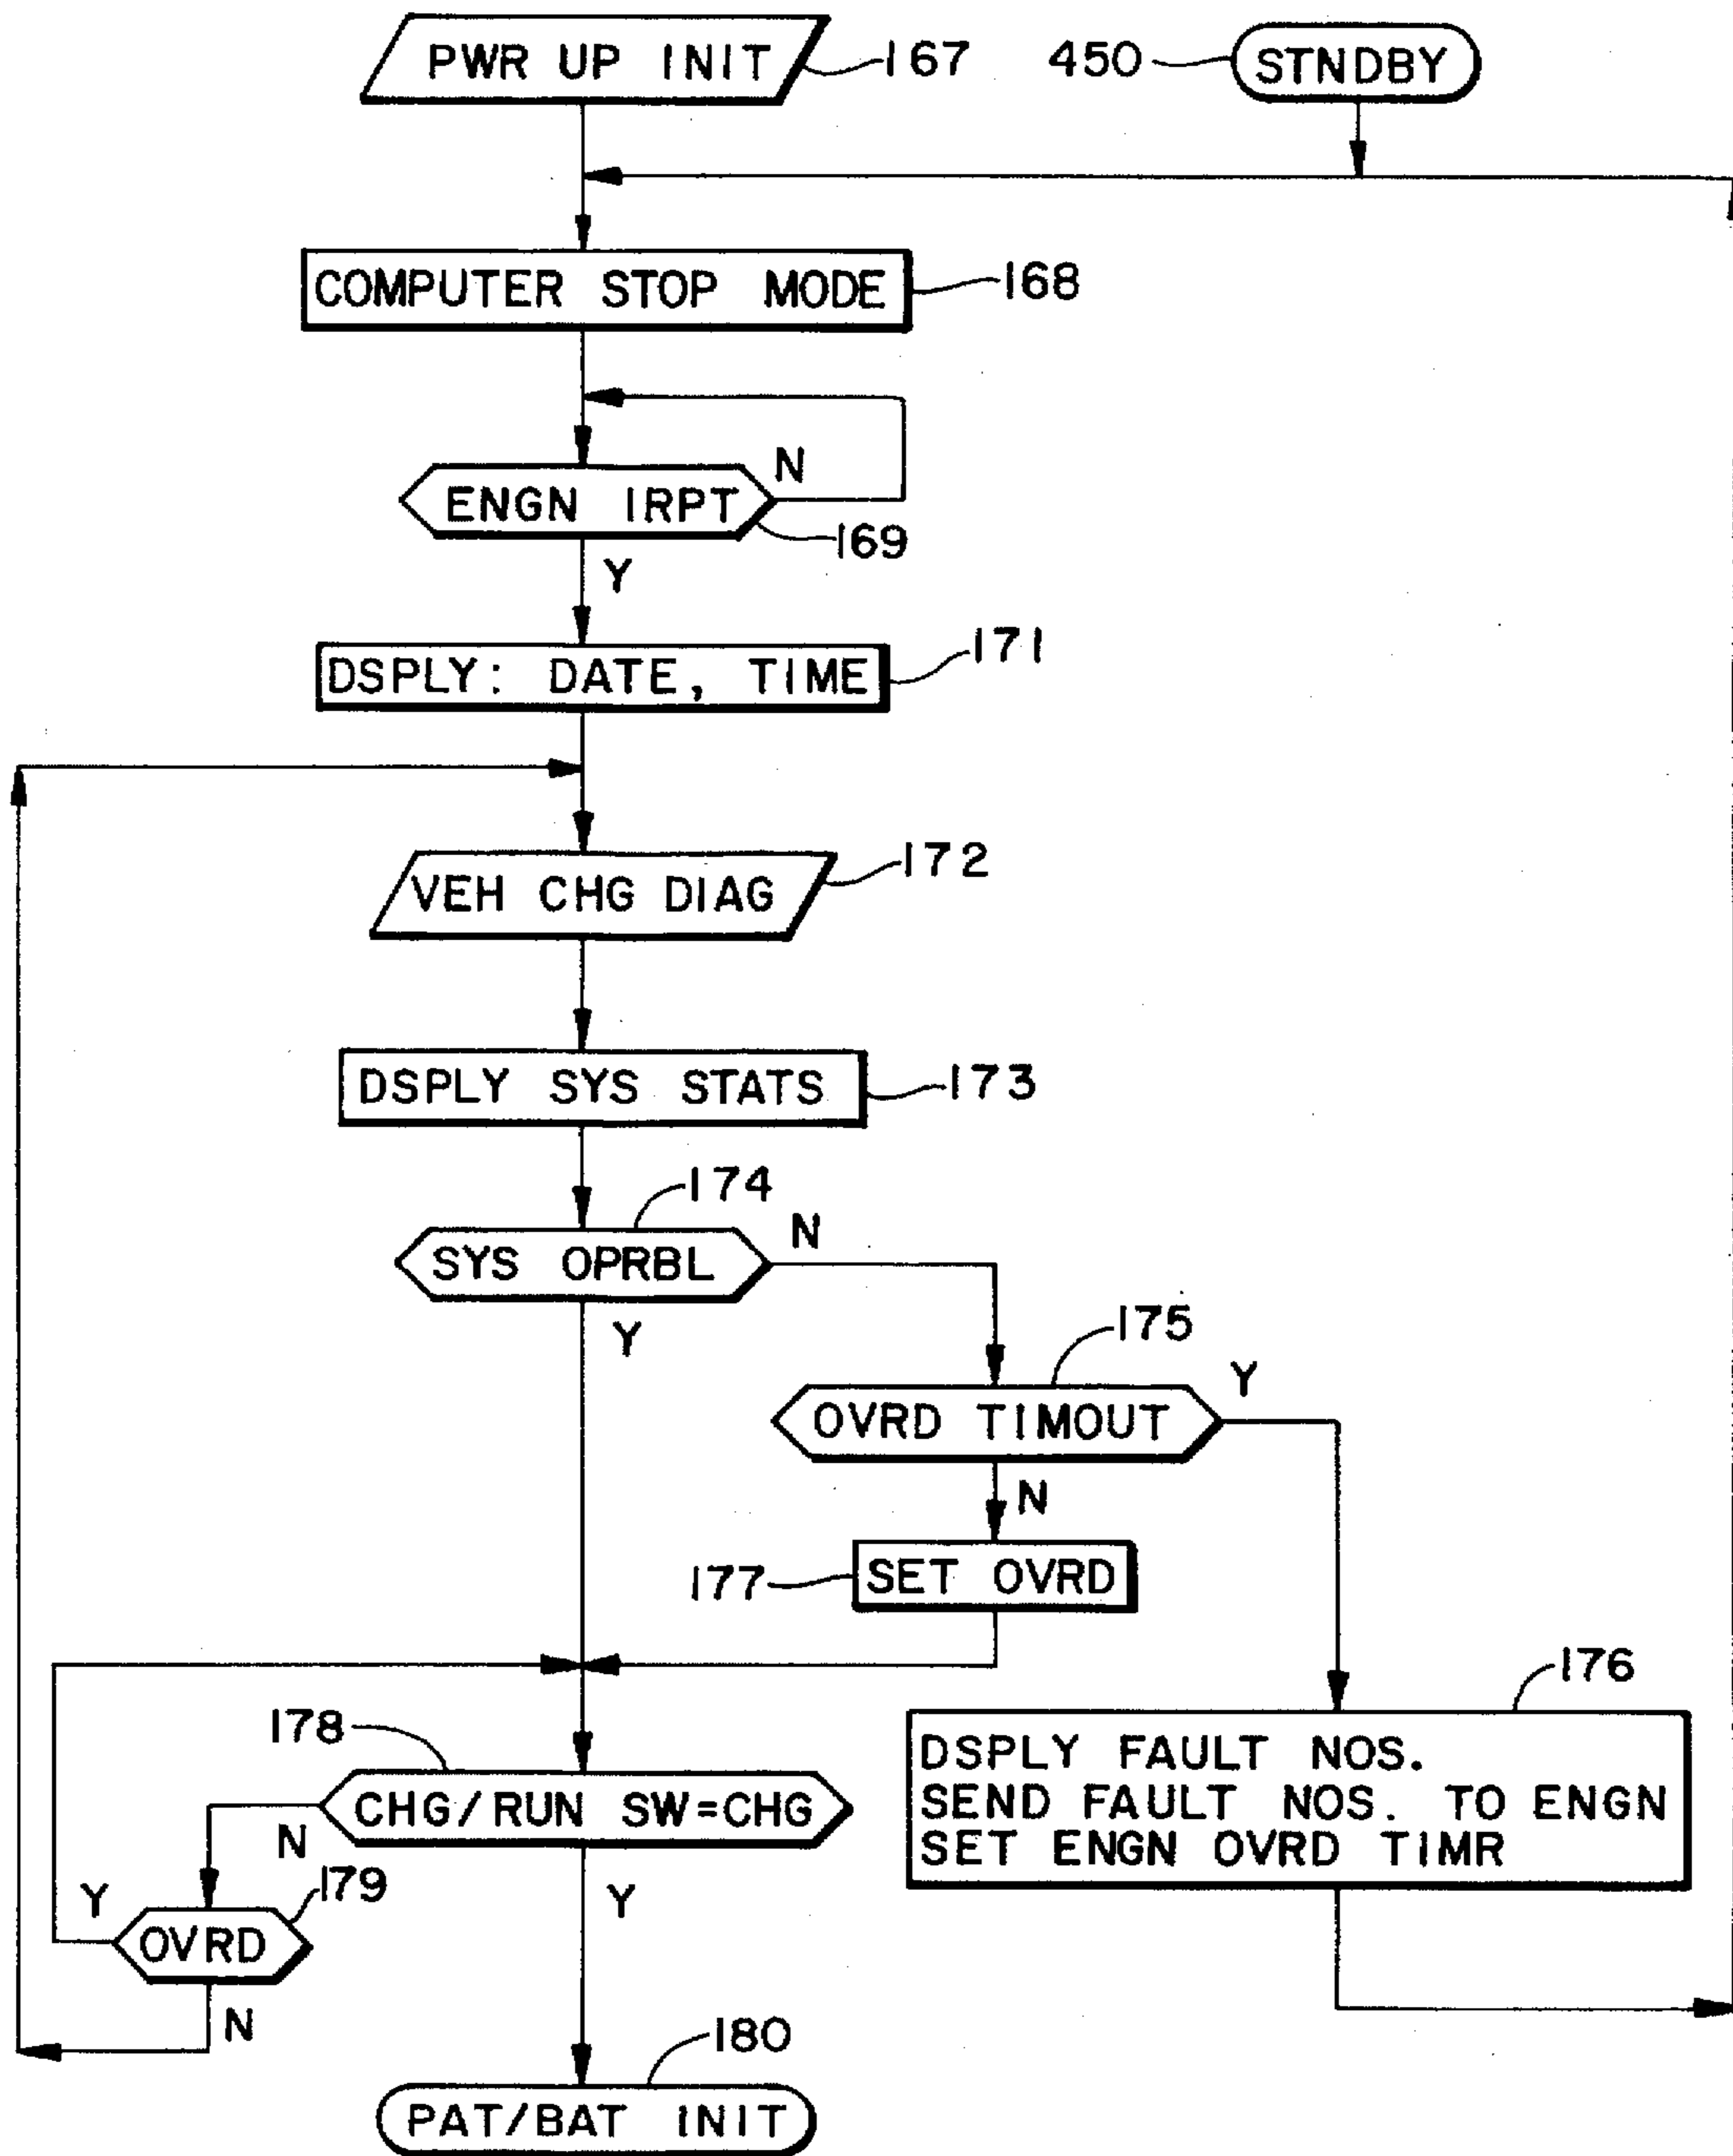 PWR UP INIT
167
450
STNDBY
COMPUTER STOP MODE
168
N
ENGN IRPT
169
Y
DSPLY: DATE, TIME
171
VEH CHG DIAG
172
DSPLY SYS STATS
173
174
SYS OPRBL
N
Y
175
OVRD TIMOUT
Y
N
177
SET OVRD
176
DSPLY FAULT NOS.
SEND FAULT NOS. TO ENGN
SET ENGN OVRD TIMR
178
CHG/RUN SW=CHG
N
Y
179
Y
OVRD
N
180
PAT/BAT INIT